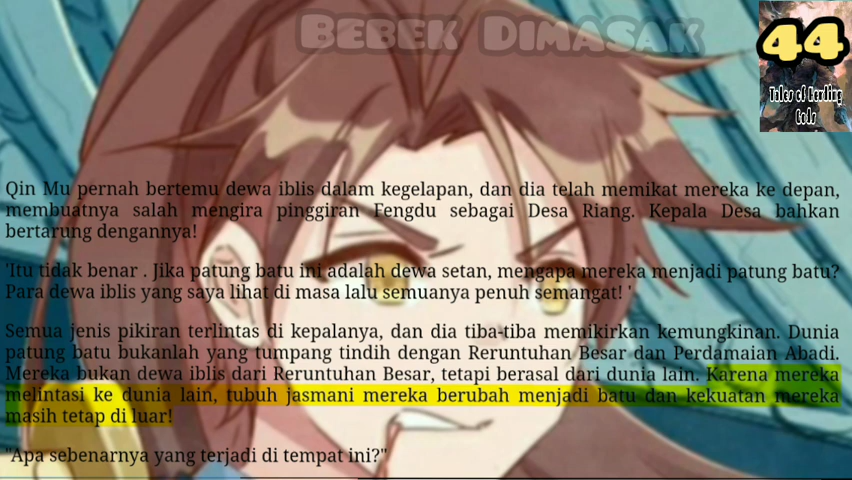 Bebek Dimasak
44
Tales of Herding
Gods
Qin Mu pernah bertemu dewa iblis dalam kegelapan, dan dia telah memikat mereka ke depan,
membuatnya salah mengira pinggiran Fengdu sebagai Desa Riang. Kepala Desa bahkan
bertarung dengannya!
'Itu tidak benar . Jika patung batu ini adalah dewa setan, mengapa mereka menjadi patung batu?
Para dewa iblis yang saya lihat di masa lalu semuanya penuh semangat! '
Semua jenis pikiran terlintas di kepalanya, dan dia tiba-tiba memikirkan kemungkinan. Dunia
patung batu bukanlah yang tumpang tindih dengan Reruntuhan Besar dan Perdamaian Abadi.
Mereka bukan dewa iblis dari Reruntuhan Besar, tetapi berasal dari dunia lain. Karena mereka
melintasi ke dunia lain, tubuh jasmani mereka berubah menjadi batu dan kekuatan mereka
masih tetap di luar!
"Apa sebenarnya yang terjadi di tempat ini?"